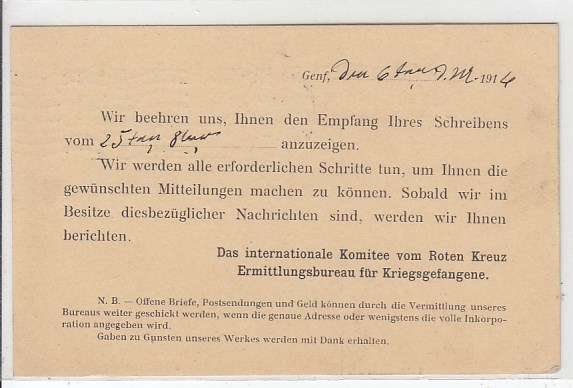 Genf, den 6 1914
Wir beehren uns, Ihnen den Empfang Ihres Schreibens
vom 25 anzuzeigen.
Wir werden alle erforderlichen Schritte tun, um Ihnen die
gewünschten Mitteilungen machen zu können. Sobald wir im
Besitze diesbezüglicher Nachrichten sind, werden wir Ihnen
berichten.
Das internationale Komitee vom Roten Kreuz
Ermittlungsbureau für Kriegsgefangene.
N. B. — Offene Briefe, Postsendungen und Geld können durch die Vermittlung unseres
Bureaus weiter geschickt werden, wenn die genaue Adresse oder wenigstens die volle Inkorpo-
ration angegeben wird.
Gaben zu Gunsten unseres Werkes werden mit Dank erhalten.